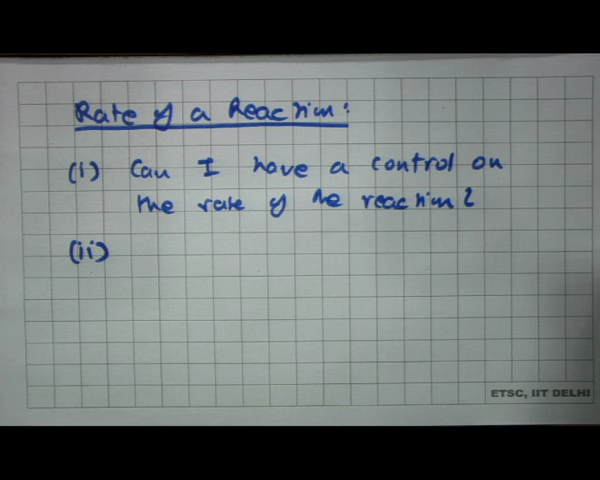 Rate of a Reaction:
(i) Can I have a control on
the rate of the reaction?
(ii)
ETSC, IIT DELHI